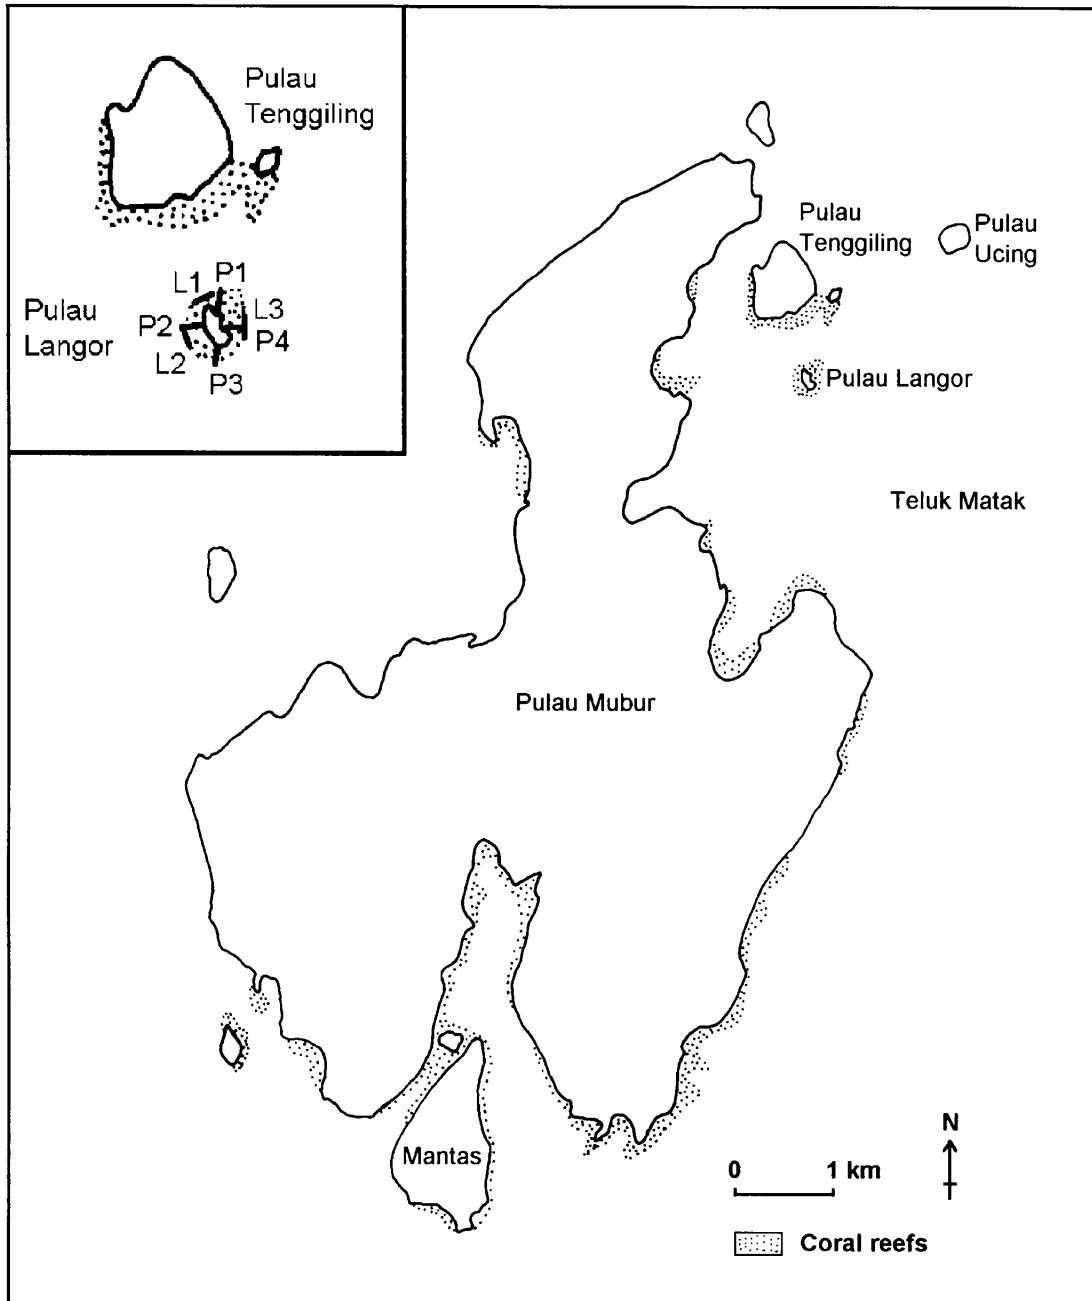 Pulau
Tenggiling
L1 P1
Pulau
Langor
L3
P2
P4
L2
P3
Pulau
Tenggiling
Pulau
Ucing
Pulau Langor
Teluk Matak
Pulau Mubur
Mantas
N
0 1 km
Coral reefs